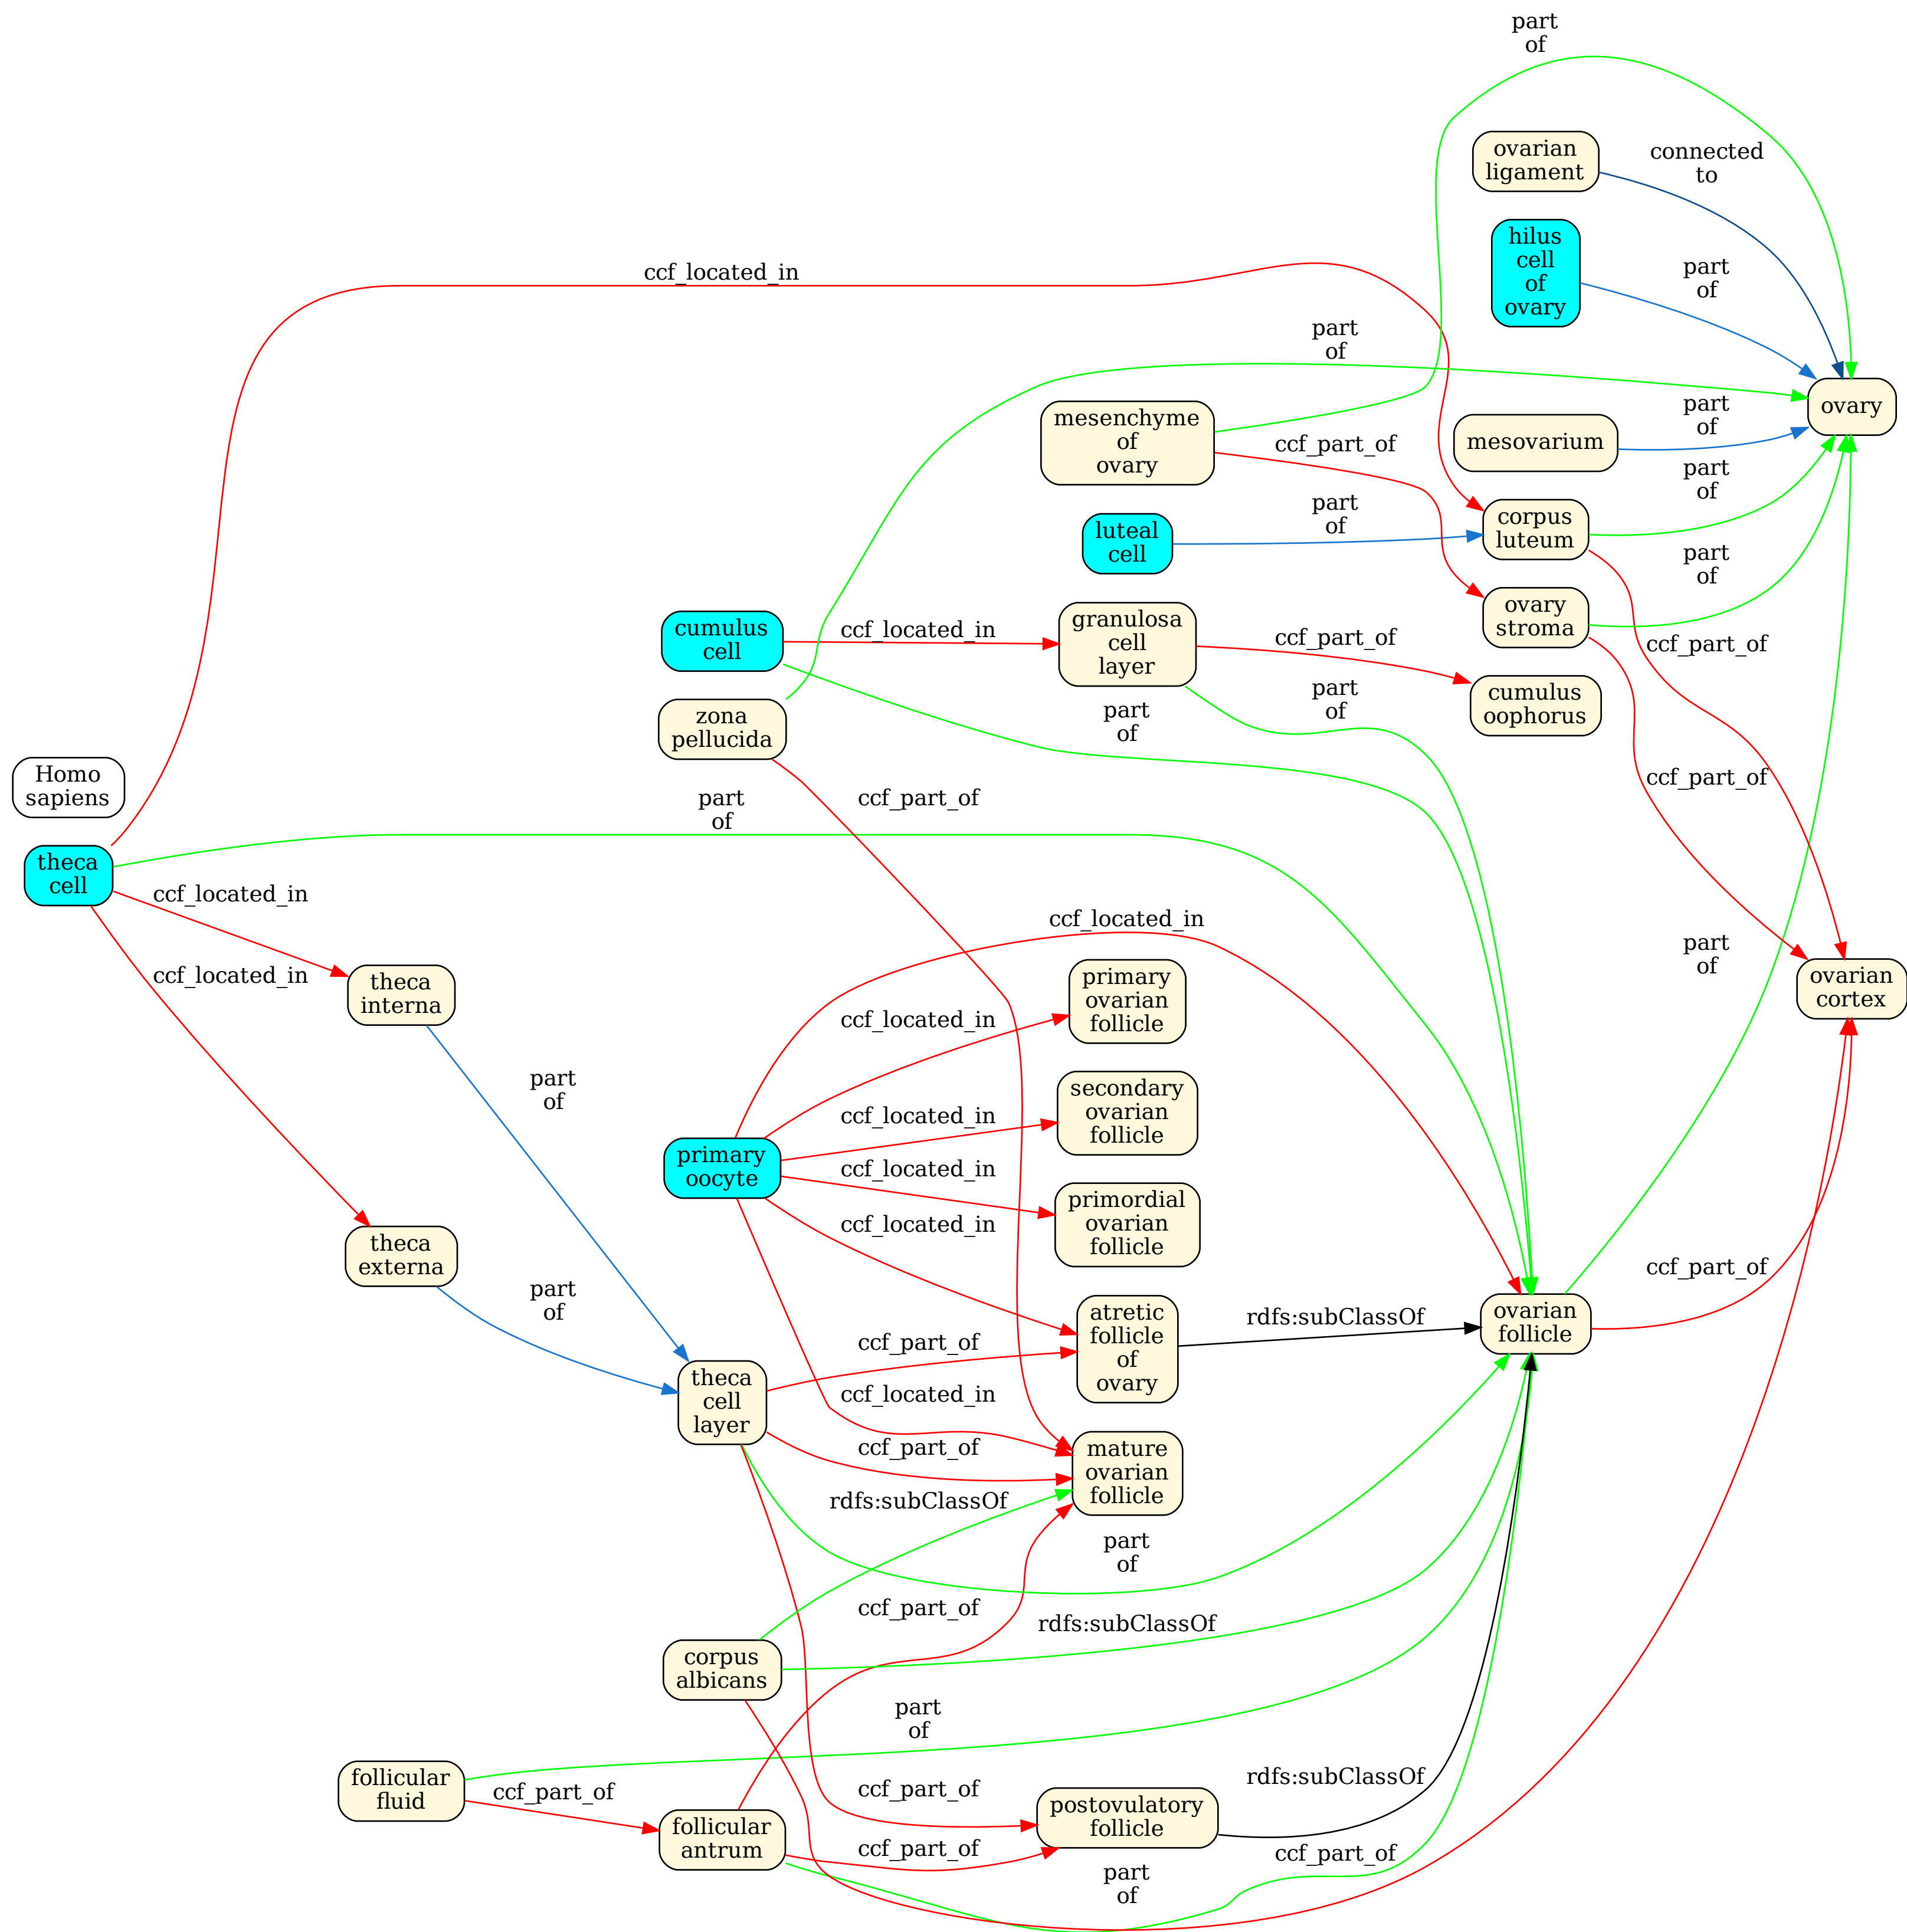 part
of
ovarian
ligament
connected
to
hilus
cell
of
ovary
part
of
ccf_located_in
part
of
ovary
mesenchyme
of
ovary
part
of
mesovarium
ccf_part_of
part
of
luteal
cell
part
of
corpus
luteum
part
of
cumulus
cell
ccf_located_in
granulosa
cell
layer
ccf_part_of
ovary
stroma
ccf_part_of
zona
pellucida
part
of
part
of
cumulus
oophorus
Homo
sapiens
ccf_part_of
part
of
ccf_part_of
theca
cell
ccf_located_in
ccf_located_in
ccf_located_in
theca
interna
primary
ovarian
follicle
part
of
ovarian
cortex
ccf_located_in
part
of
secondary
ovarian
follicle
ccf_located_in
primary
oocyte
ccf_located_in
primordial
ovarian
follicle
ccf_located_in
theca
externa
part
of
ccf_part_of
atretic
follicle
of
ovary
rdfs:subClassOf
ovarian
follicle
ccf_part_of
theca
cell
layer
ccf_located_in
ccf_part_of
mature
ovarian
follicle
rdfs:subClassOf
part
of
ccf_part_of
rdfs:subClassOf
corpus
albicans
part
of
follicular
fluid
ccf_part_of
ccf_part_of
rdfs:subClassOf
postovulatory
follicle
follicular
antrum
ccf_part_of
ccf_part_of
part
of